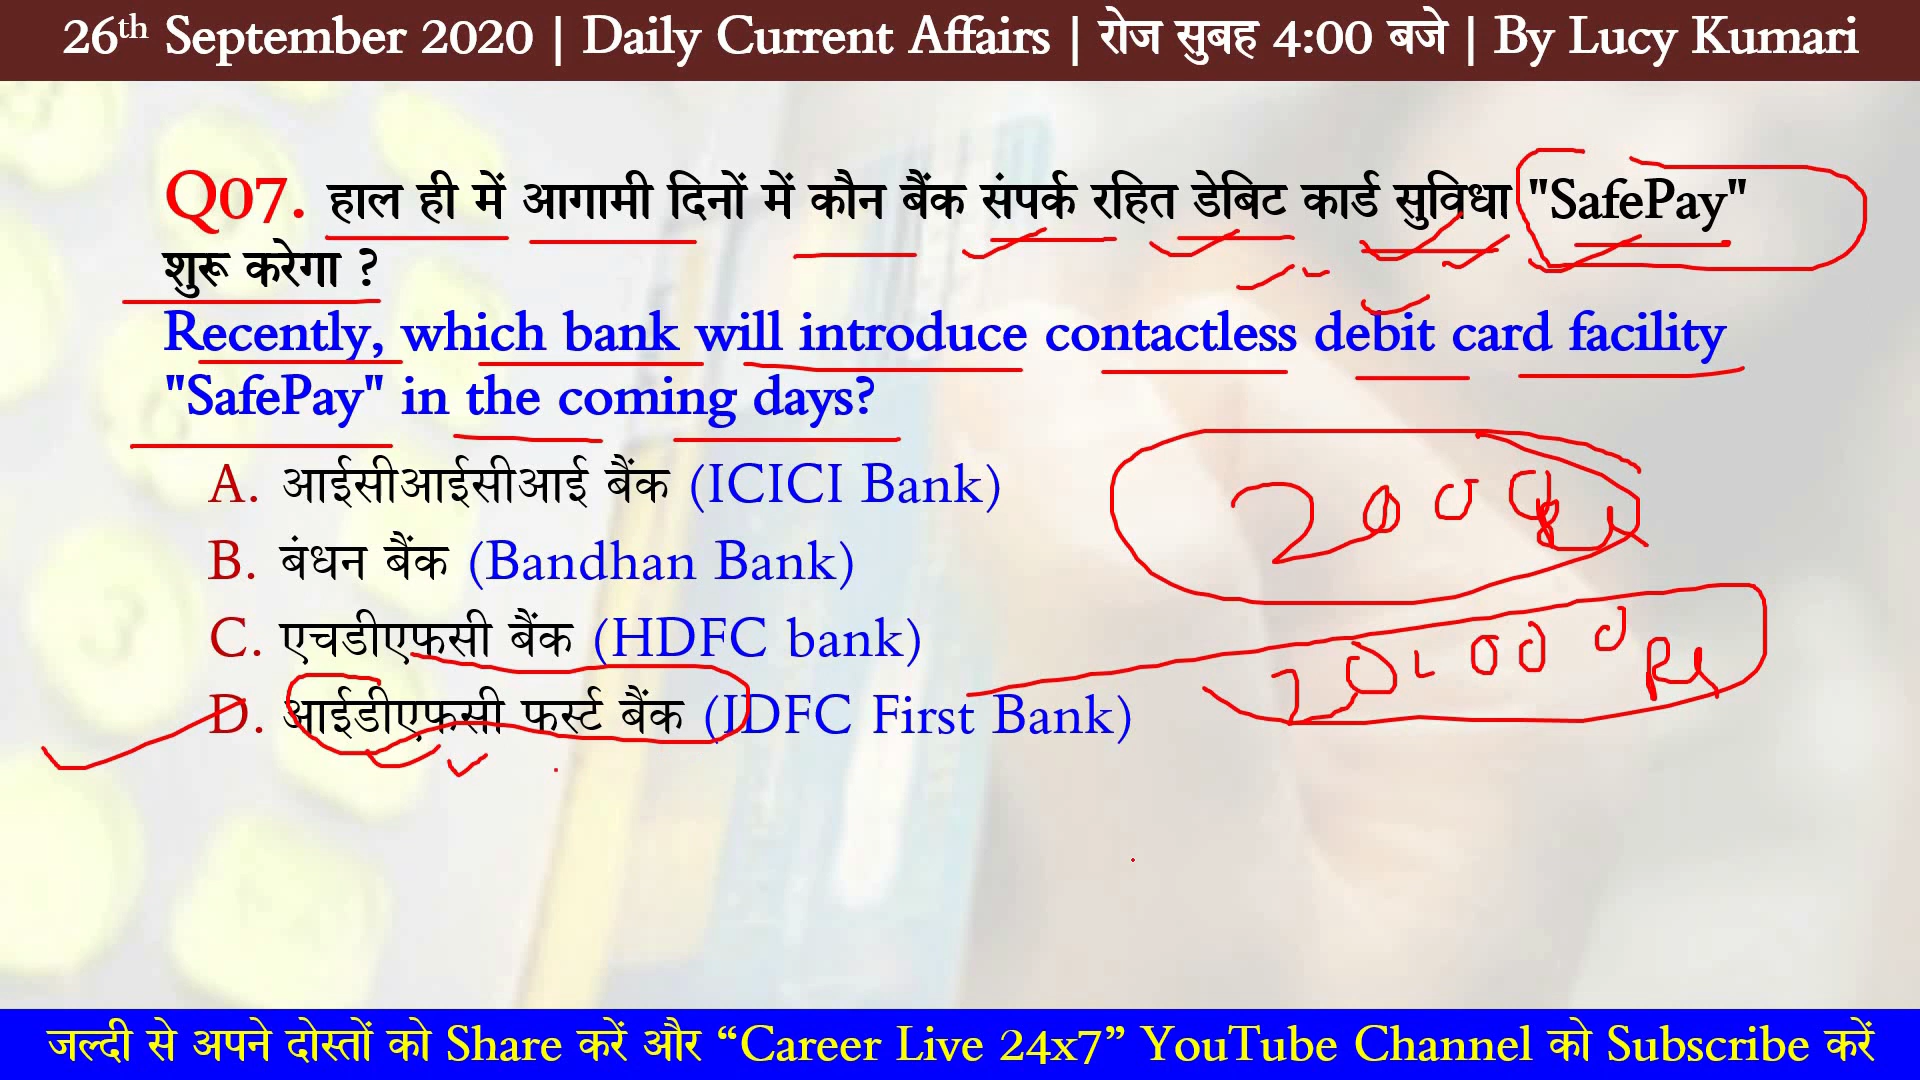 26th September 2020 | Daily Current Affairs | रोज सुबह 4:00 बजे | By Lucy Kumari
Q07. हाल ही में आगामी दिनों में कौन बैंक संपर्क रहित डेबिट कार्ड सुविधा "SafePay"
शुरू करेगा ?
Recently, which bank will introduce contactless debit card facility
"SafePay" in the coming days?
A. आईसीआईसीआई बैंक (ICICI Bank)
2000 Rs
B. बंधन बैंक (Bandhan Bank)
C. एचडीएफसी बैंक (HDFC bank)
D. आईडीएफसी फर्स्ट बैंक (IDFC First Bank)
जल्दी से अपने दोस्तों को Share करें और “Career Live 24x7” YouTube Channel को Subscribe करें